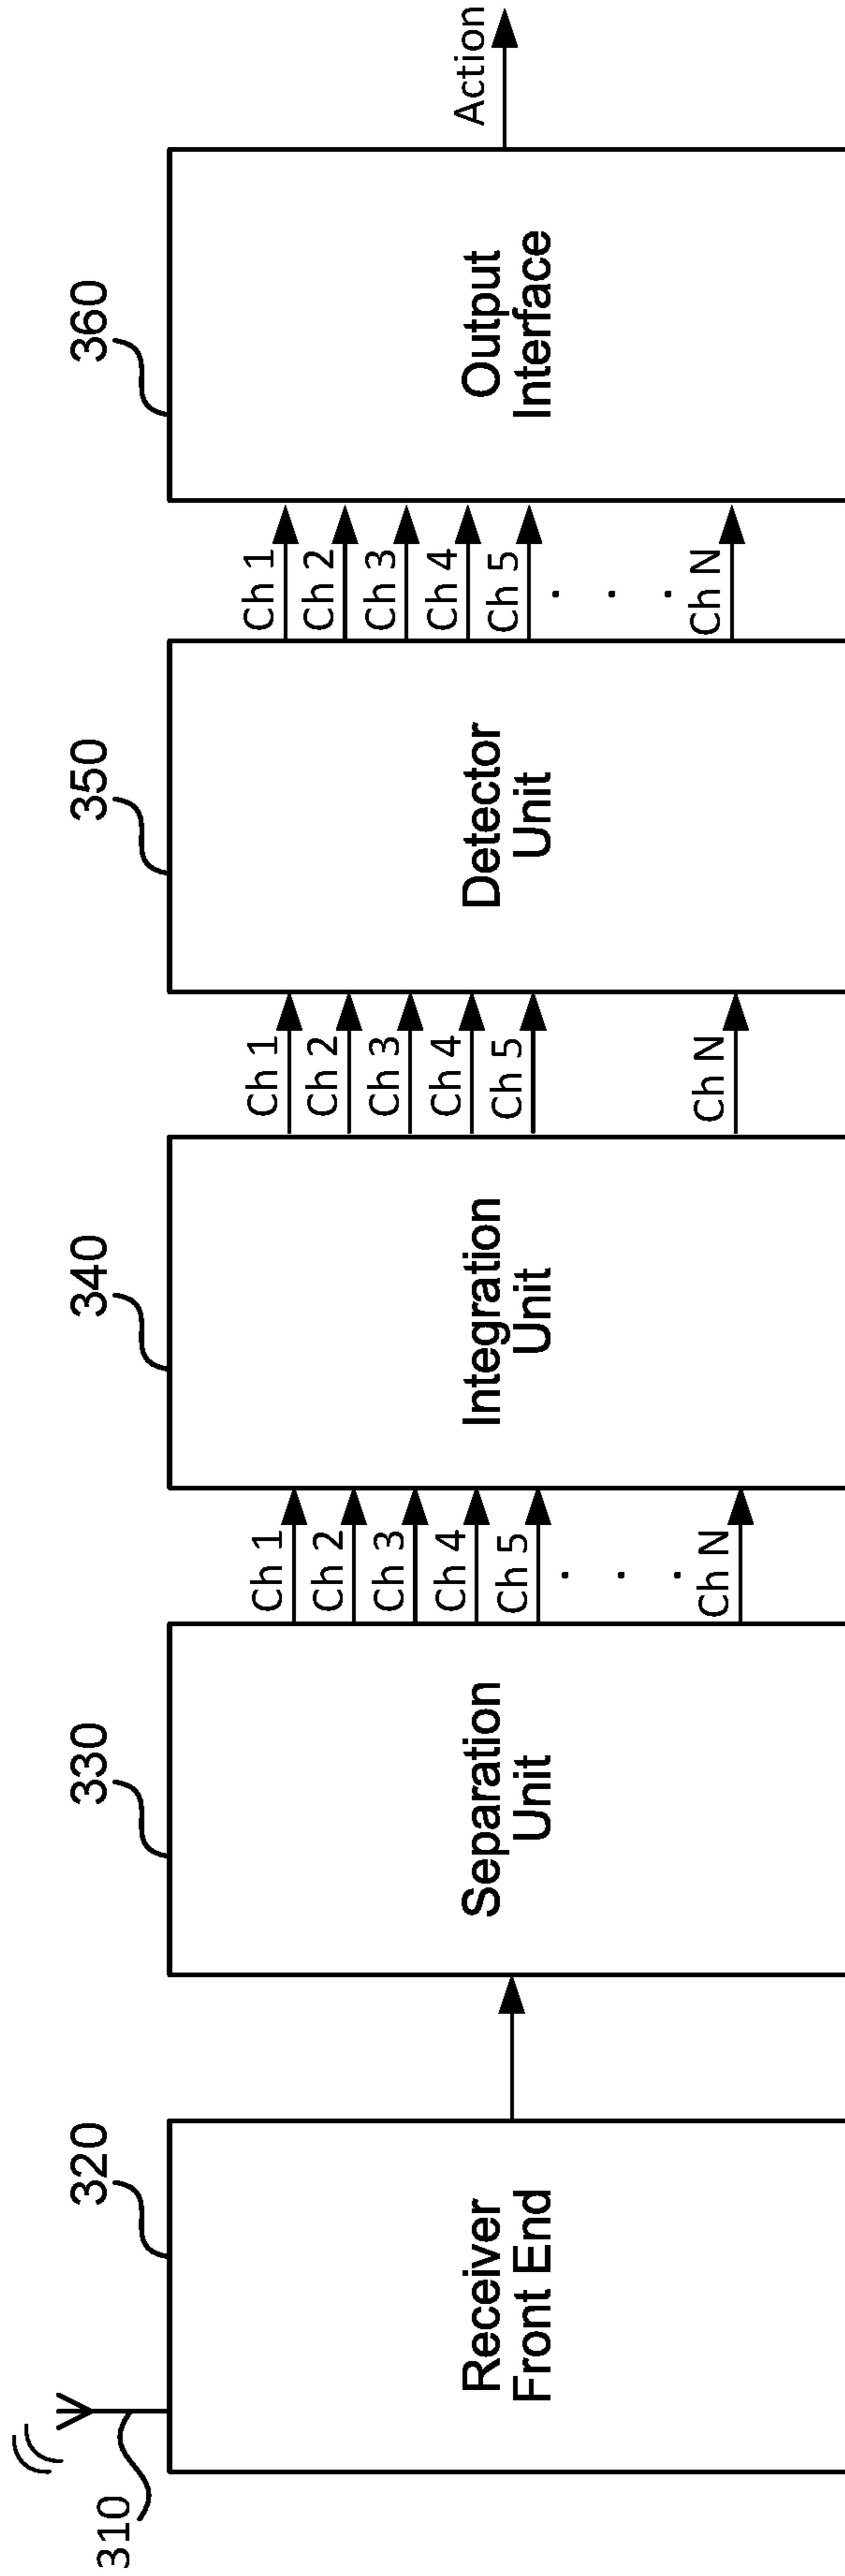 310
320
330
340
350
360
Receiver
Front End
Separation
Unit
Ch 1
Ch 2
Ch 3
Ch 4
Ch 5
. . .
Ch N
Integration
Unit
Ch 1
Ch 2
Ch 3
Ch 4
Ch 5
Ch N
Detector
Unit
Ch 1
Ch 2
Ch 3
Ch 4
Ch 5
. . .
Ch N
Output
Interface
Action